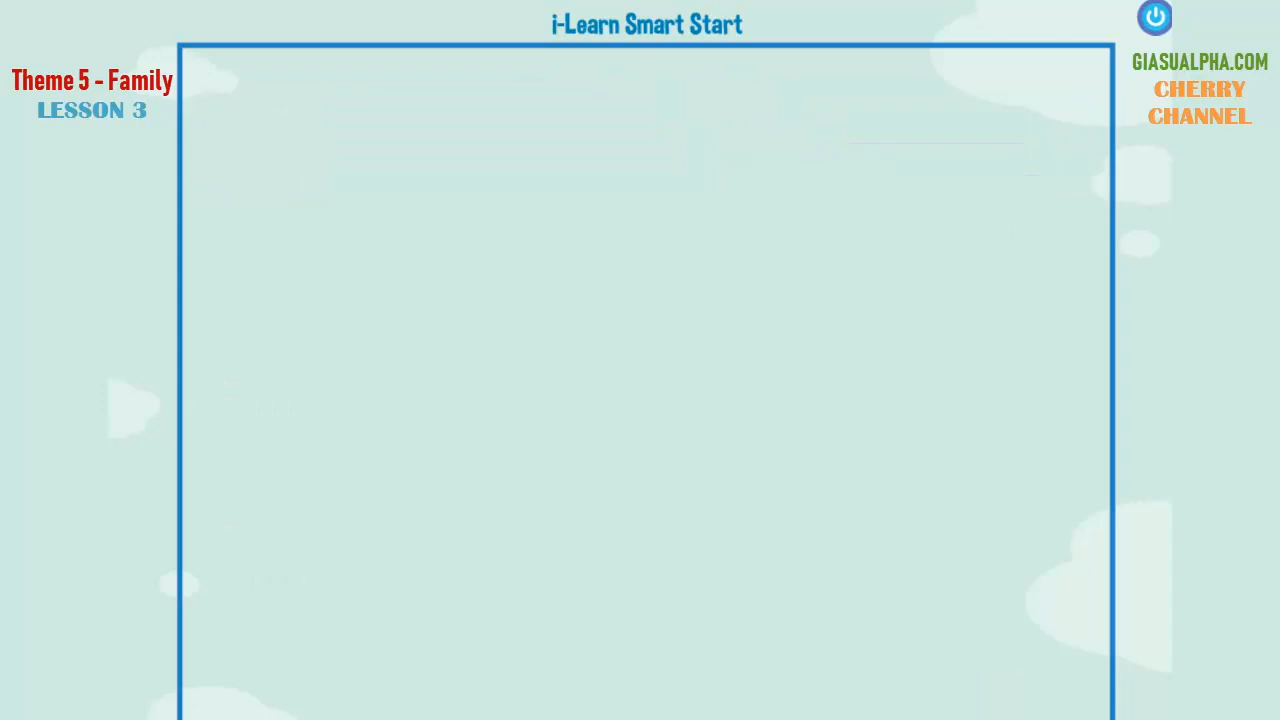 i-Learn Smart Start
Theme 5 - Family
LESSON 3
GIASUALPHA.COM
CHERRY
CHANNEL